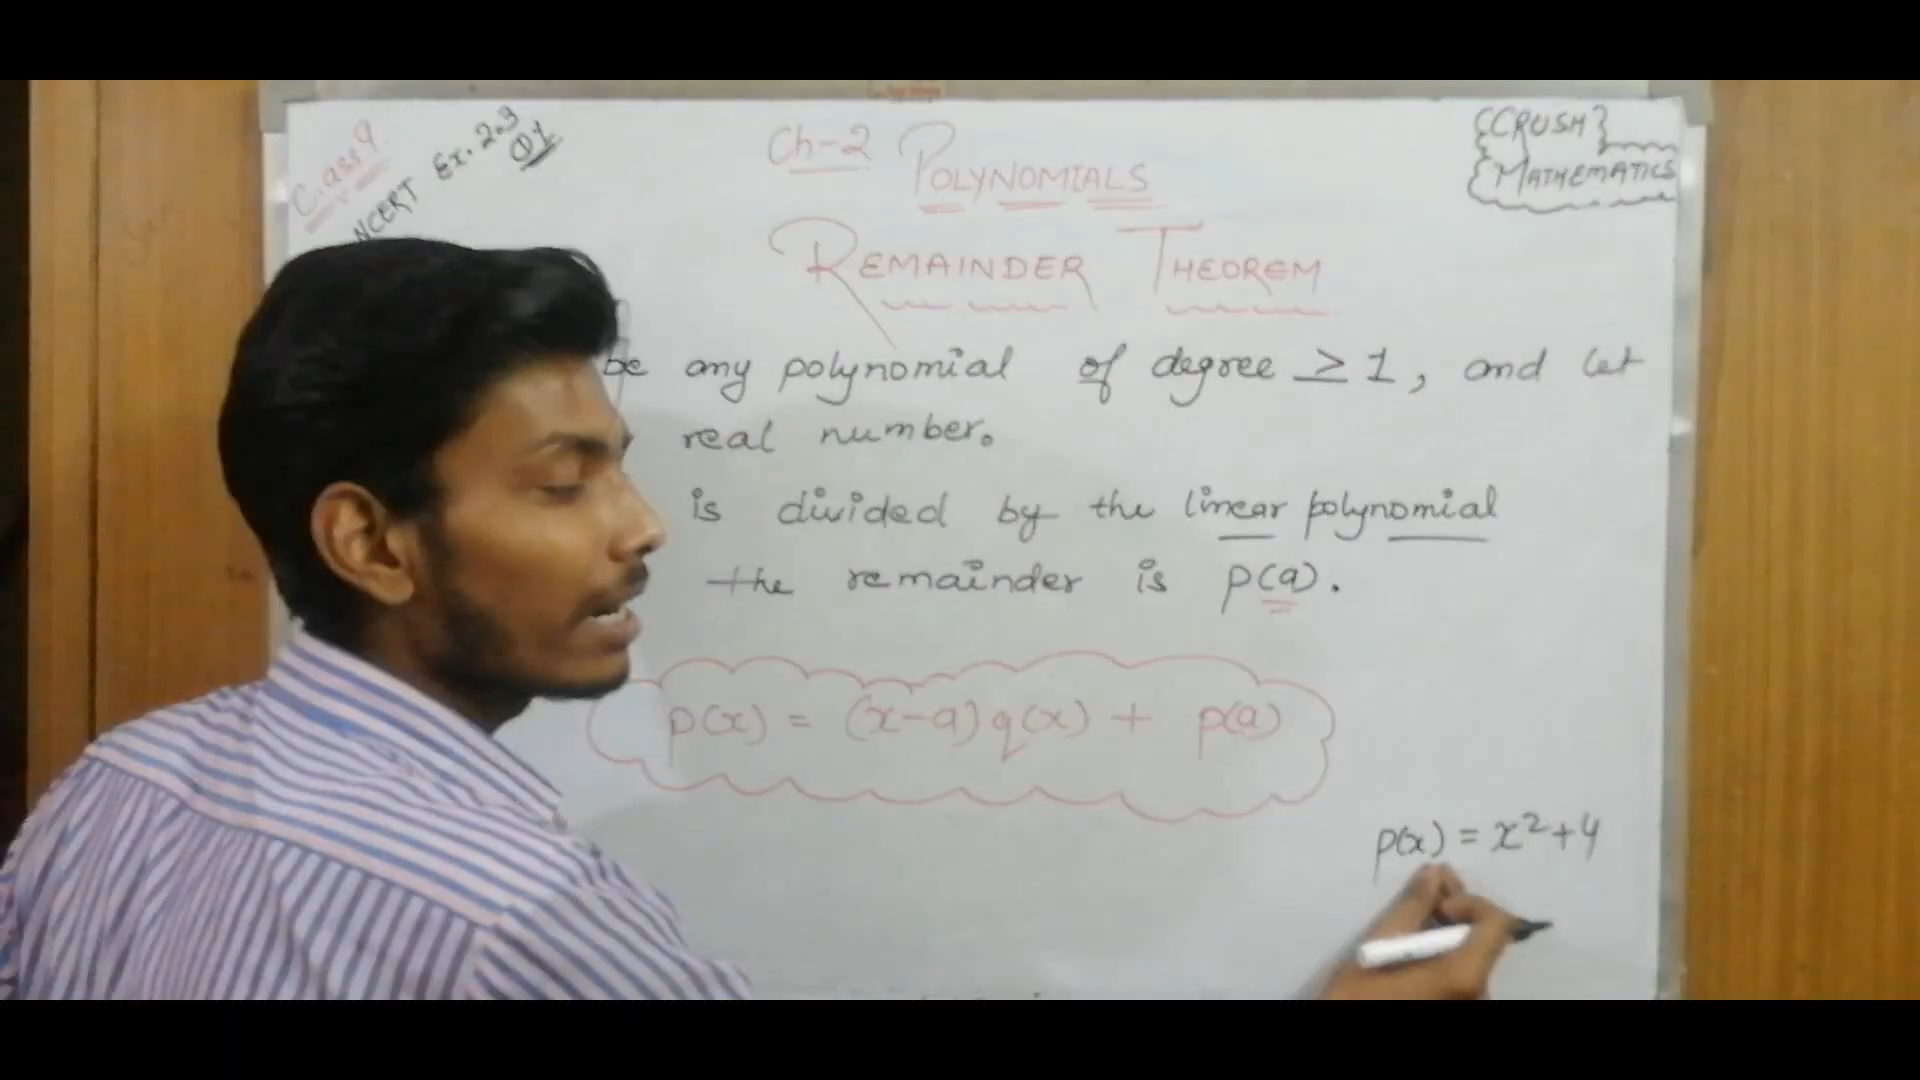 Class 9
NCERT Ex. 2.3
Q1
Ch-2 POLYNOMIALS
{CRUSH}
{MATHEMATICS
REMAINDER THEOREM
be any polynomial of degree ≥ 1, and let
real number.
is divided by the linear polynomial
the remainder is p(a).
p(x) = (x-a) q(x) + p(a)
p(x) = x²+4